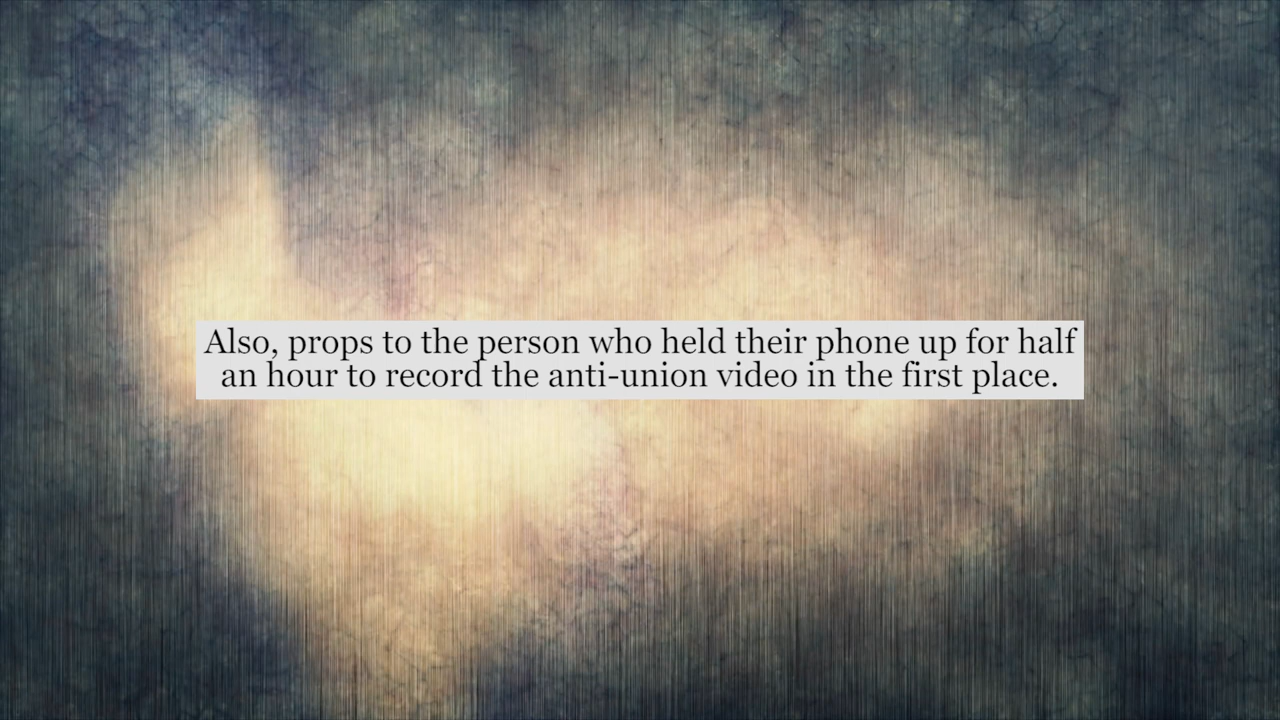 Also, props to the person who held their phone up for half
an hour to record the anti-union video in the first place.